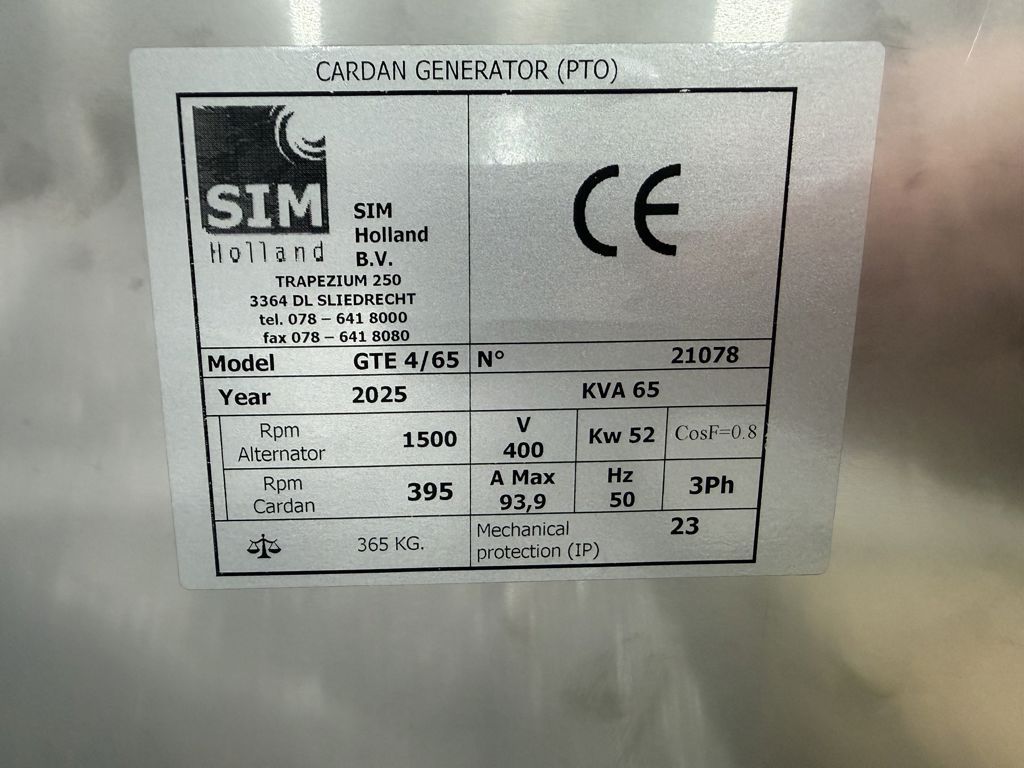 CARDAN GENERATOR (PTO)
SIM
Holland
SIM
Holland
B.V.
TRAPEZIUM 250
3364 DL SLIEDRECHT
tel. 078 – 641 8000
fax 078 – 641 8080
CE
Model GTE 4/65 N° 21078
Year 2025 KVA 65
Rpm Alternator 1500 V 400 Kw 52 CosF=0.8
Rpm Cardan 395 A Max 93,9 Hz 50 3Ph
365 KG. Mechanical protection (IP) 23